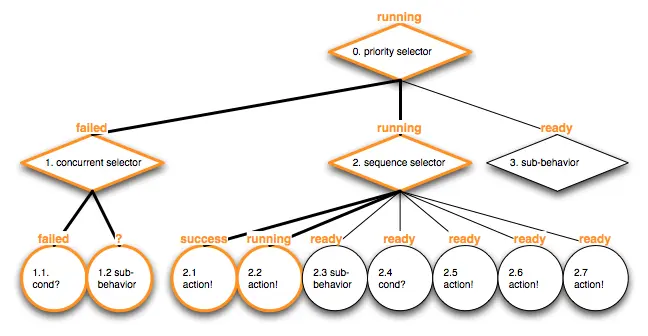 running
0. priority selector
failed
running
ready
1. concurrent selector
2. sequence selector
3. sub-behavior
failed
?
success
running
ready
ready
ready
ready
ready
1.1.
cond?
1.2 sub-
behavior
2.1
action!
2.2
action!
2.3 sub-
behavior
2.4
cond?
2.5
action!
2.6
action!
2.7
action!